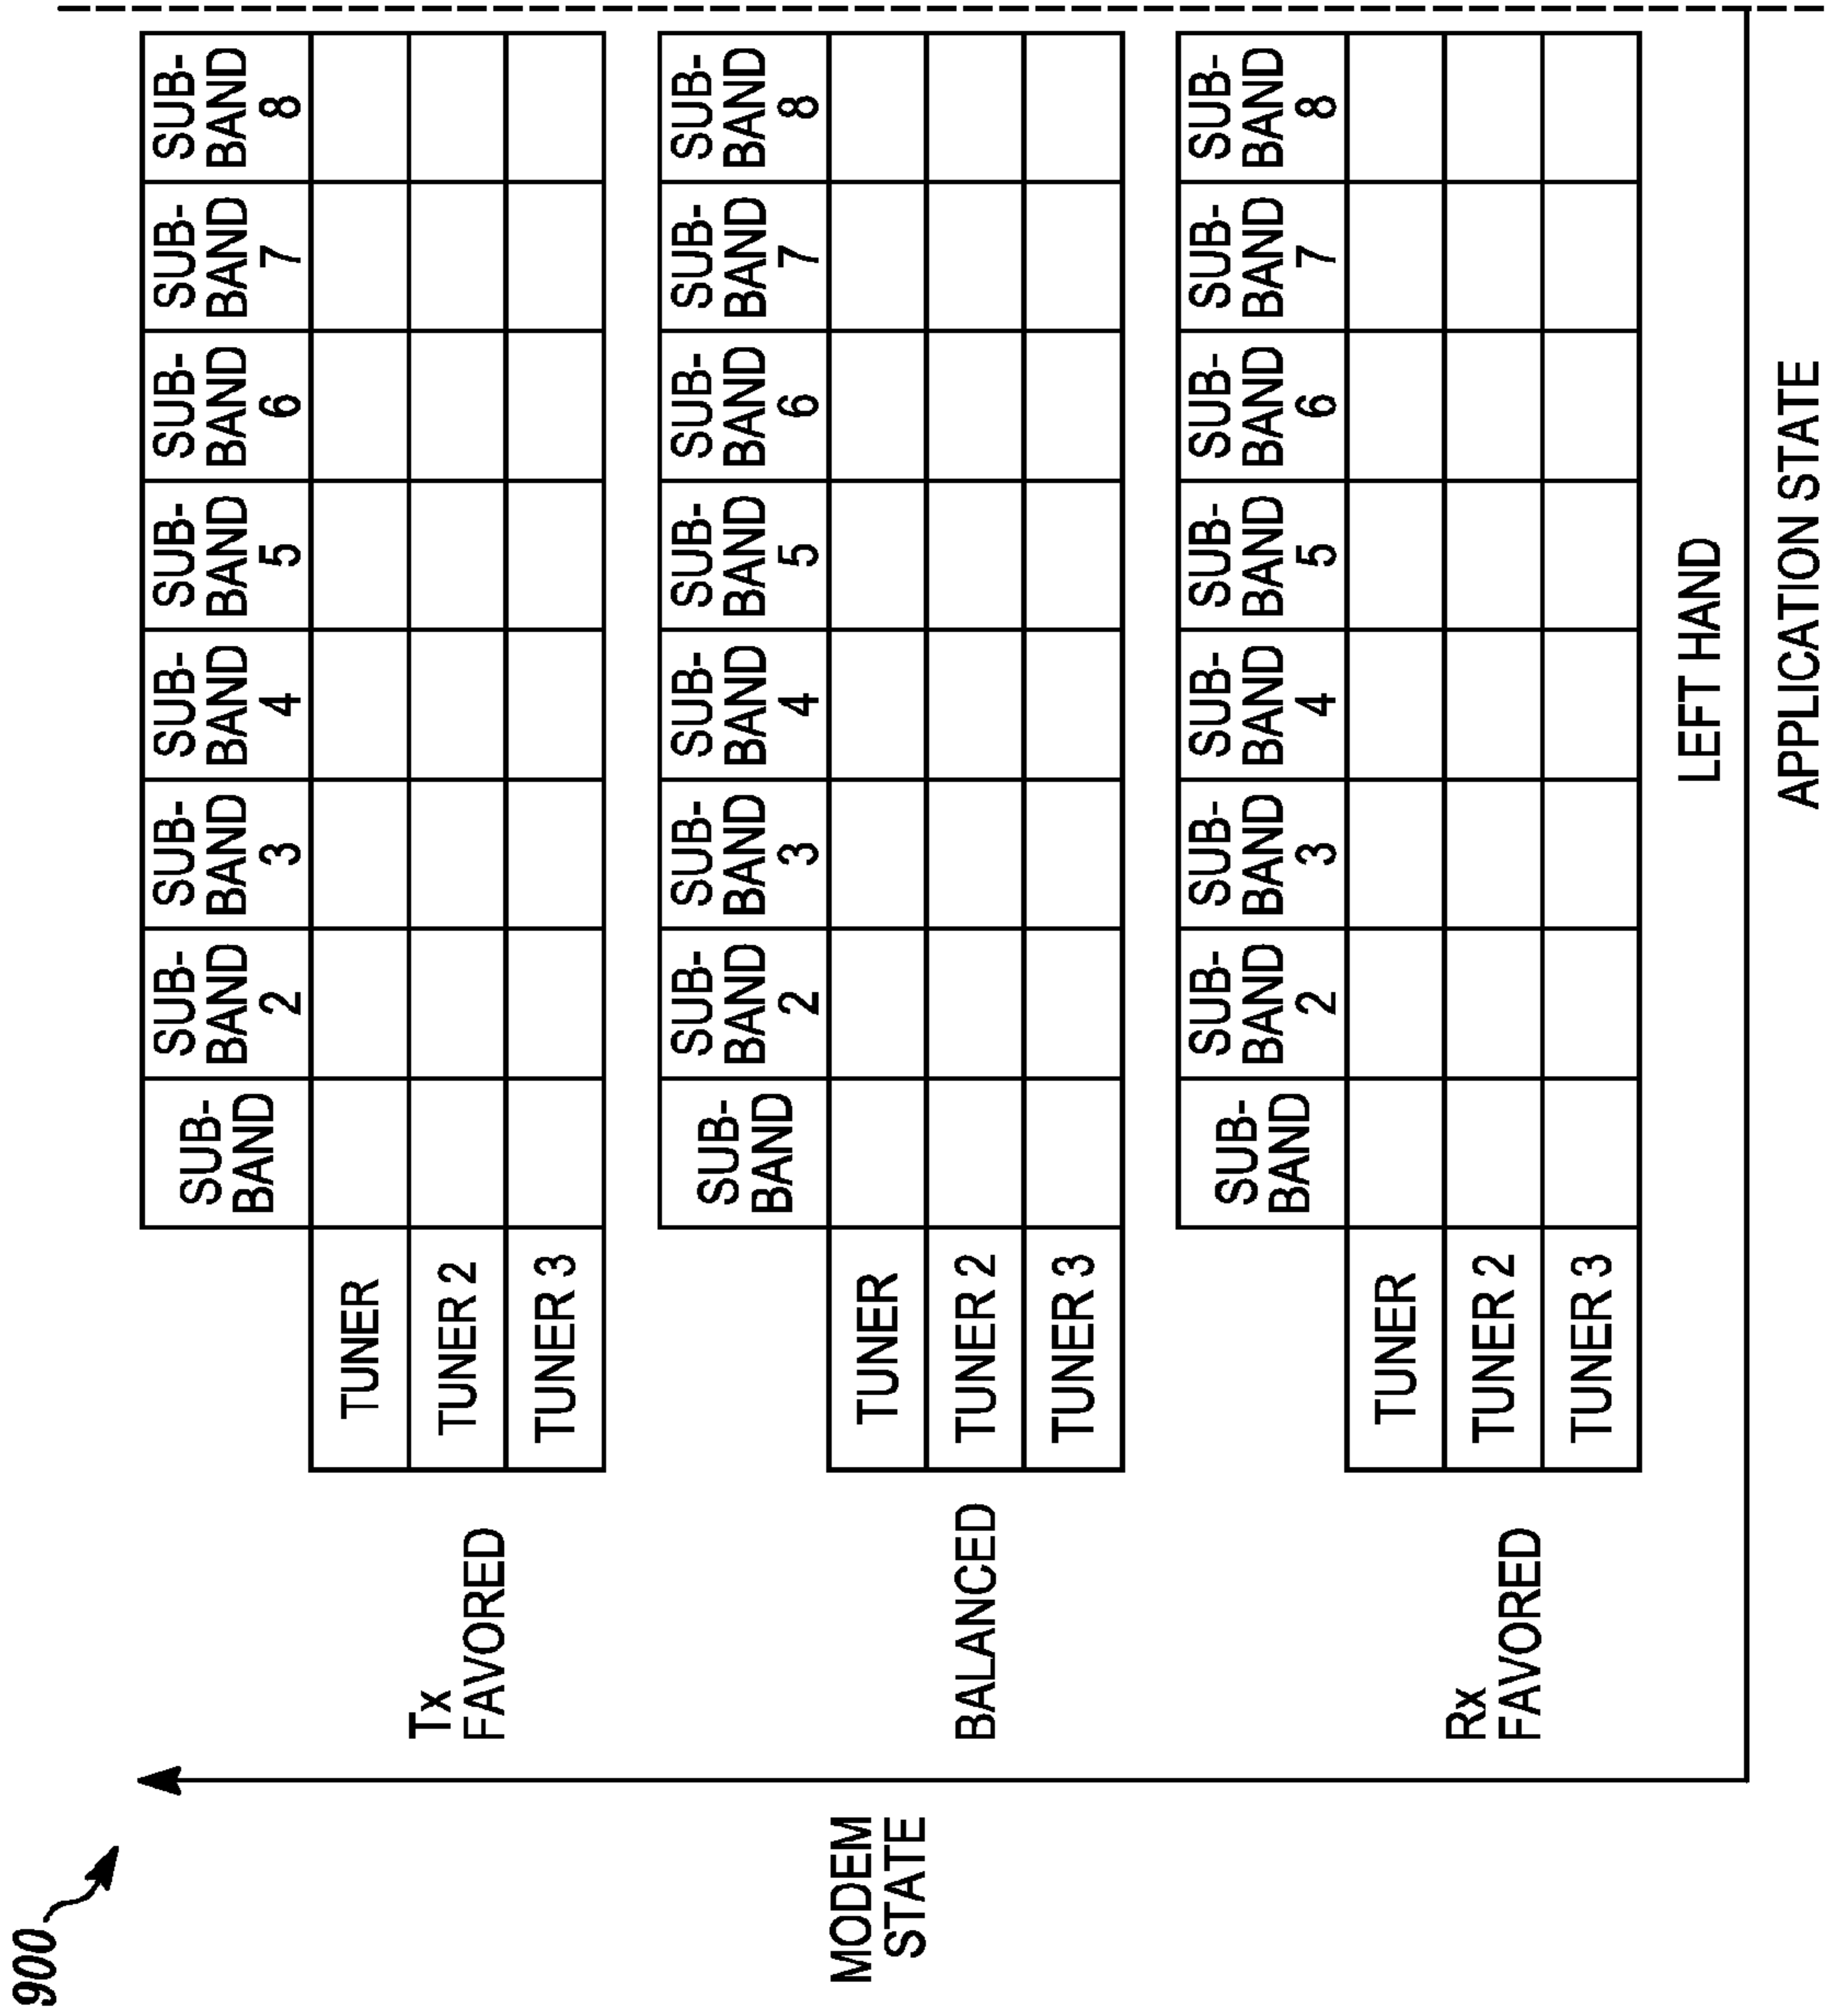 900
MODEM
STATE
Tx
FAVORED
SUB-
BAND
SUB-
BAND
2
SUB-
BAND
3
SUB-
BAND
4
SUB-
BAND
5
SUB-
BAND
6
SUB-
BAND
7
SUB-
BAND
8
TUNER
TUNER 2
TUNER 3
BALANCED
SUB-
BAND
SUB-
BAND
2
SUB-
BAND
3
SUB-
BAND
4
SUB-
BAND
5
SUB-
BAND
6
SUB-
BAND
7
SUB-
BAND
8
TUNER
TUNER 2
TUNER 3
Rx
FAVORED
SUB-
BAND
SUB-
BAND
2
SUB-
BAND
3
SUB-
BAND
4
SUB-
BAND
5
SUB-
BAND
6
SUB-
BAND
7
SUB-
BAND
8
TUNER
TUNER 2
TUNER 3
LEFT HAND
APPLICATION STATE